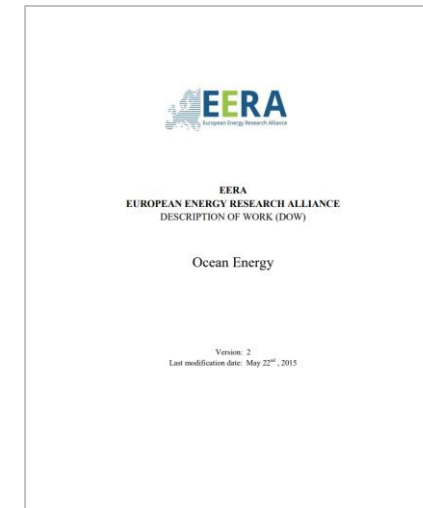 EERA
European Energy Research Alliance
EERA
EUROPEAN ENERGY RESEARCH ALLIANCE
DESCRIPTION OF WORK (DOW)
Ocean Energy
Version: 2
Last modification date: May 22nd , 2015